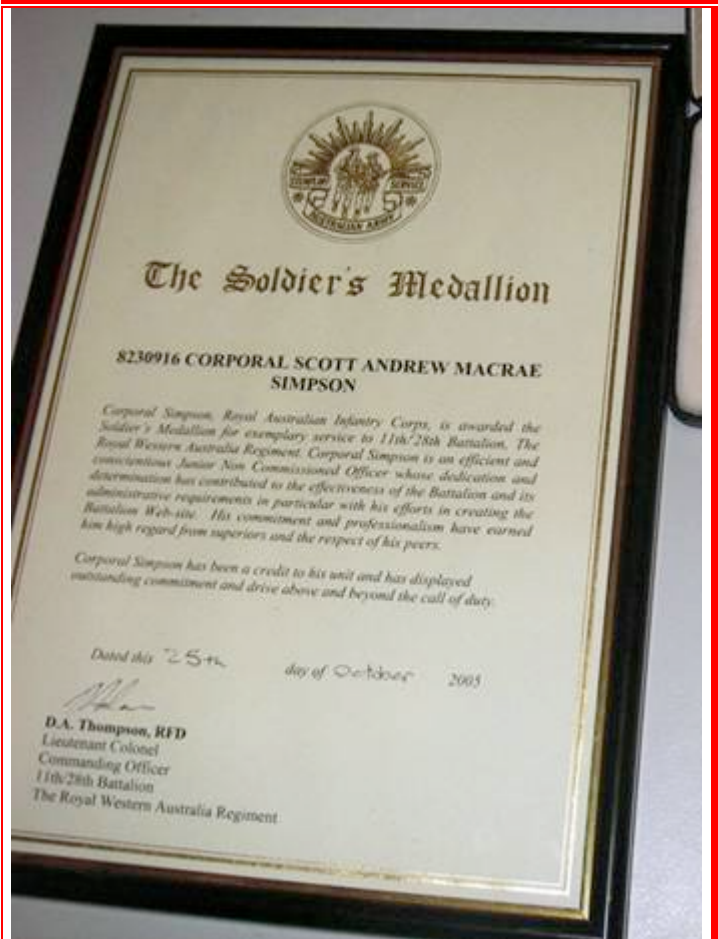 EXEMPLARY SERVICE
AUSTRALIAN ARMY
The Soldier's Medallion
8230916 CORPORAL SCOTT ANDREW MACRAE
SIMPSON
Corporal Simpson, Royal Australian Infantry Corps, is awarded the
Soldier's Medallion for exemplary service to 11th/28th Battalion, The
Royal Western Australia Regiment. Corporal Simpson is an efficient and
conscientious Junior Non Commissioned Officer whose dedication and
determination has contributed to the effectiveness of the Battalion and its
administrative requirements in particular with his efforts in creating the
Battalion Web-site. His commitment and professionalism have earned
him high regard from superiors and the respect of his peers.
Corporal Simpson has been a credit to his unit and has displayed
outstanding commitment and drive above and beyond the call of duty.
Dated this 25th day of October 2005
D.A. Thompson, RFD
Lieutenant Colonel
Commanding Officer
11th/28th Battalion
The Royal Western Australia Regiment